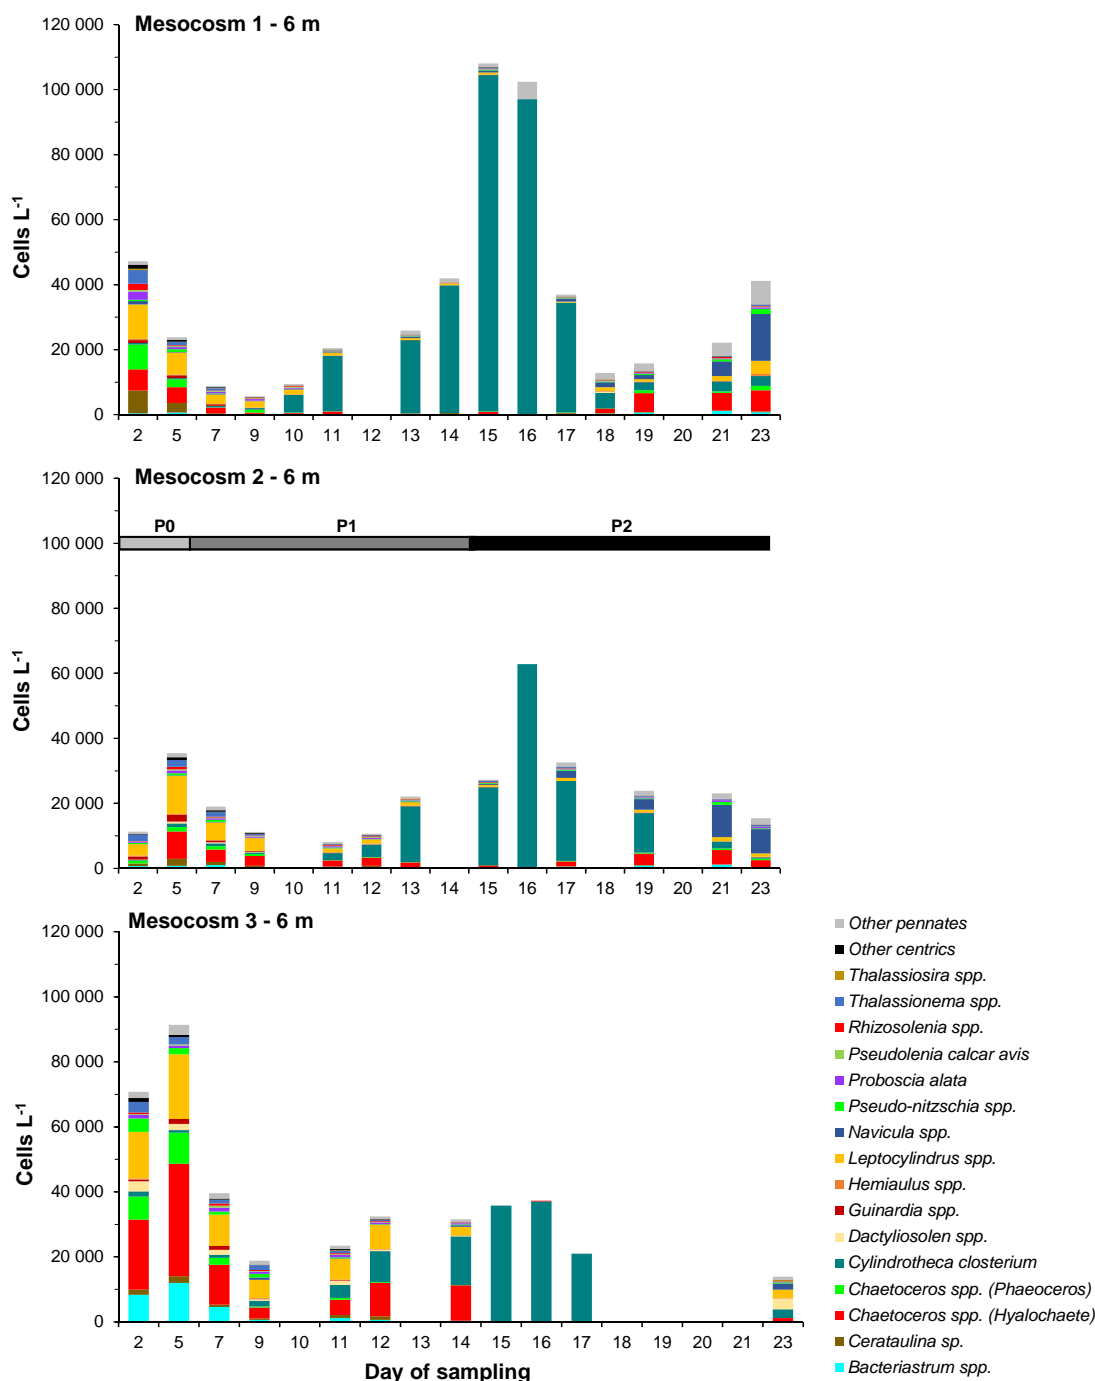 Mesocosm 1 - 6 m
120 000
100 000
80 000
60 000
40 000
20 000
0
Cells L⁻¹
2 5 7 9 10 11 12 13 14 15 16 17 18 19 20 21 23
Mesocosm 2 - 6 m
120 000
100 000
80 000
60 000
40 000
20 000
0
Cells L⁻¹
P0 P1 P2
2 5 7 9 10 11 12 13 14 15 16 17 18 19 20 21 23
Mesocosm 3 - 6 m
120 000
100 000
80 000
60 000
40 000
20 000
0
Cells L⁻¹
2 5 7 9 10 11 12 13 14 15 16 17 18 19 20 21 23
Day of sampling
Other pennates
Other centrics
Thalassiosira spp.
Thalassionema spp.
Rhizosolenia spp.
Pseudolenia calcar avis
Proboscia alata
Pseudo-nitzschia spp.
Navicula spp.
Leptocylindrus spp.
Hemiaulus spp.
Guinardia spp.
Dactyliosolen spp.
Cylindrotheca closterium
Chaetoceros spp. (Phaeoceros)
Chaetoceros spp. (Hyalochaete)
Cerataulina sp.
Bacteriastrum spp.